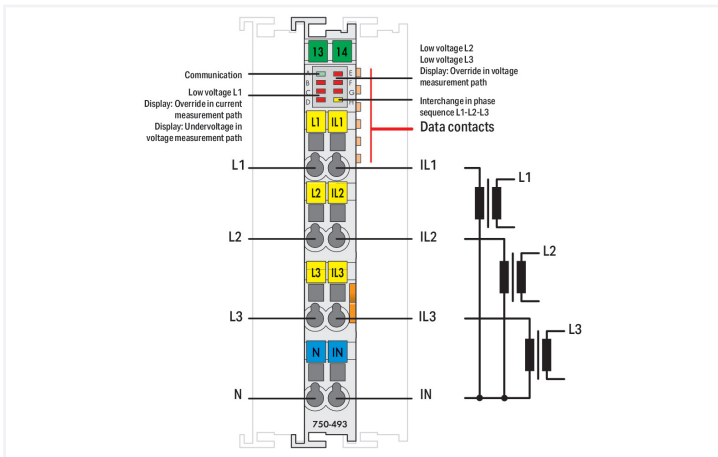 13 14
Communication
Low voltage L1
Display: Override in current
measurement path
Display: Undervoltage in
voltage measurement path
A E
B F
C G
D H
Low voltage L2
Low voltage L3
Display: Override in voltage
measurement path
Interchange in phase
sequence L1-L2-L3
Data contacts
L1 IL1
L1 IL1
L1
L2 IL2
L2 IL2
L2
L3 IL3
L3 IL3
L3
N IN
N IN
750-493